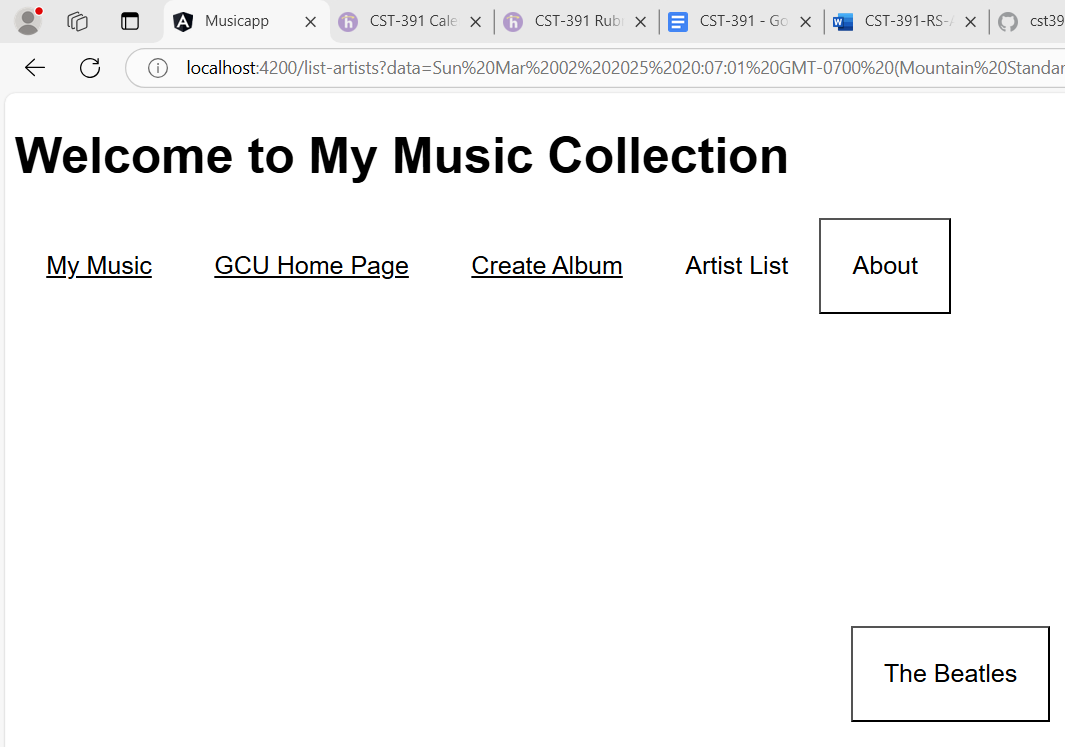 Musicapp
CST-391 Cale
CST-391 Rub
CST-391 - Go
CST-391-RS-
cst39
localhost:4200/list-artists?data=Sun%20Mar%2002%202025%2020:07:01%20GMT-0700%20(Mountain%20Standar
Welcome to My Music Collection
My Music GCU Home Page Create Album Artist List About
The Beatles